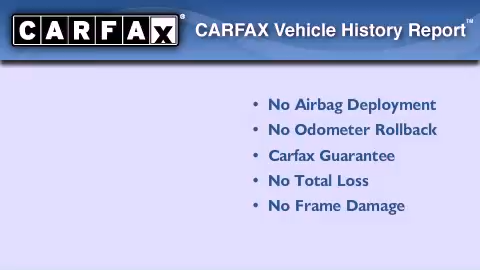 CARFAX® CARFAX Vehicle History Report™
• No Airbag Deployment
• No Odometer Rollback
• Carfax Guarantee
• No Total Loss
• No Frame Damage